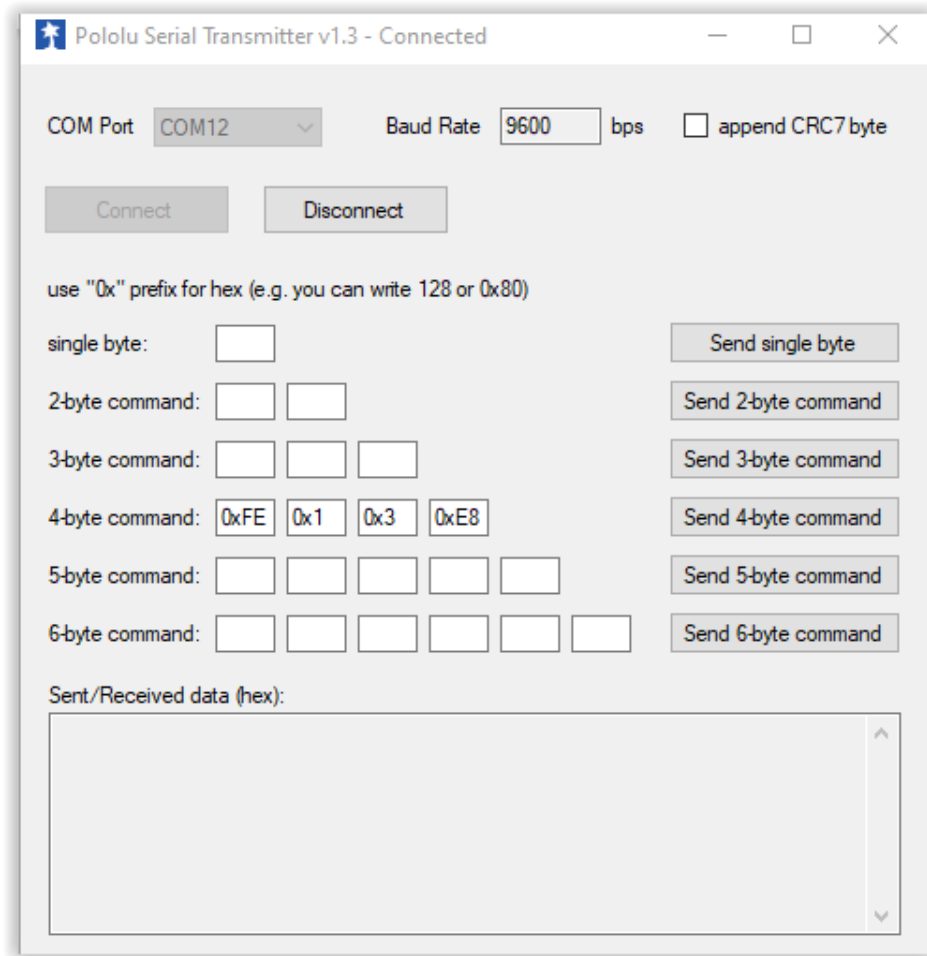 Pololu Serial Transmitter v1.3 - Connected
COM Port COM12 Baud Rate 9600 bps append CRC7 byte
Connect Disconnect
use "0x" prefix for hex (e.g. you can write 128 or 0x80)
single byte: Send single byte
2-byte command: Send 2-byte command
3-byte command: Send 3-byte command
4-byte command: 0xFE 0x1 0x3 0xE8 Send 4-byte command
5-byte command: Send 5-byte command
6-byte command: Send 6-byte command
Sent/Received data (hex):